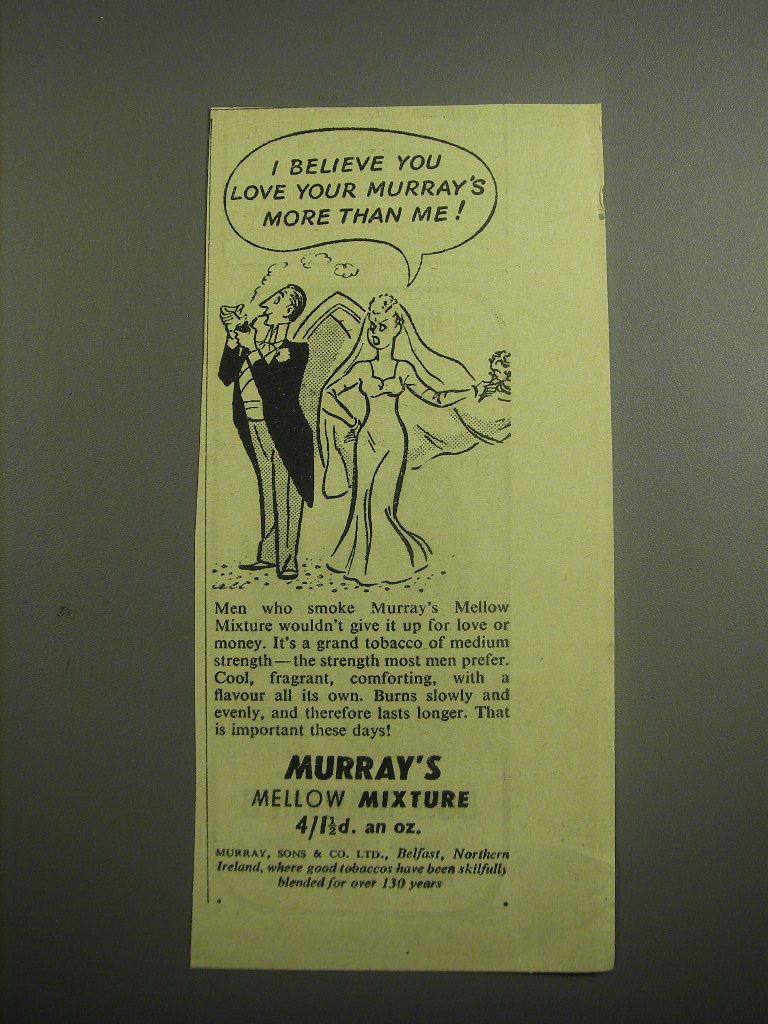 I BELIEVE YOU
LOVE YOUR MURRAY'S
MORE THAN ME!
Men who smoke Murray's Mellow
Mixture wouldn't give it up for love or
money. It's a grand tobacco of medium
strength—the strength most men prefer.
Cool, fragrant, comforting, with a
flavour all its own. Burns slowly and
evenly, and therefore lasts longer. That
is important these days!
MURRAY'S
MELLOW MIXTURE
4/1½d. an oz.
MURRAY, SONS & CO. LTD., Belfast, Northern
Ireland, where good tobaccos have been skilfully
blended for over 130 years